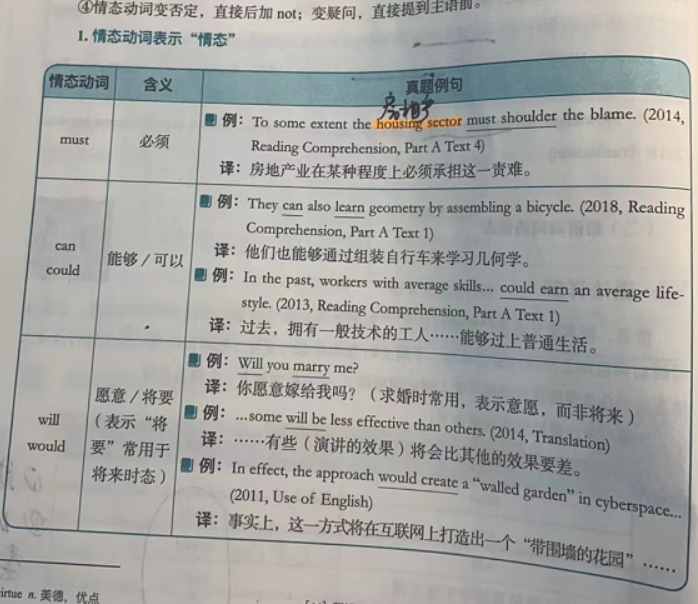 ④情态动词变否定，直接后加 not；变疑问，直接提到主语前。
1. 情态动词表示“情态”
情态动词 含义 真题例句
must
必须
例：To some extent the housing sector must shoulder the blame. (2014,
Reading Comprehension, Part A Text 4)
译：房地产业在某种程度上必须承担这一责难。
can
could
能够 / 可以
例：They can also learn geometry by assembling a bicycle. (2018, Reading
Comprehension, Part A Text 1)
译：他们也能够通过组装自行车来学习几何学。
例：In the past, workers with average skills... could earn an average life-
style. (2013, Reading Comprehension, Part A Text 1)
译：过去，拥有一般技术的工人……能够过上普通生活。
will
would
愿意 / 将要
（表示“将
要”常用于
将来时态）
例：Will you marry me?
译：你愿意嫁给我吗？（求婚时常用，表示意愿，而非将来）
例：...some will be less effective than others. (2014, Translation)
译：……有些（演讲的效果）将会比其他的效果要差。
例：In effect, the approach would create a “walled garden” in cyberspace...
(2011, Use of English)
译：事实上，这一方式将在互联网上打造出一个“带围墙的花园”……
virtue n. 美德，优点